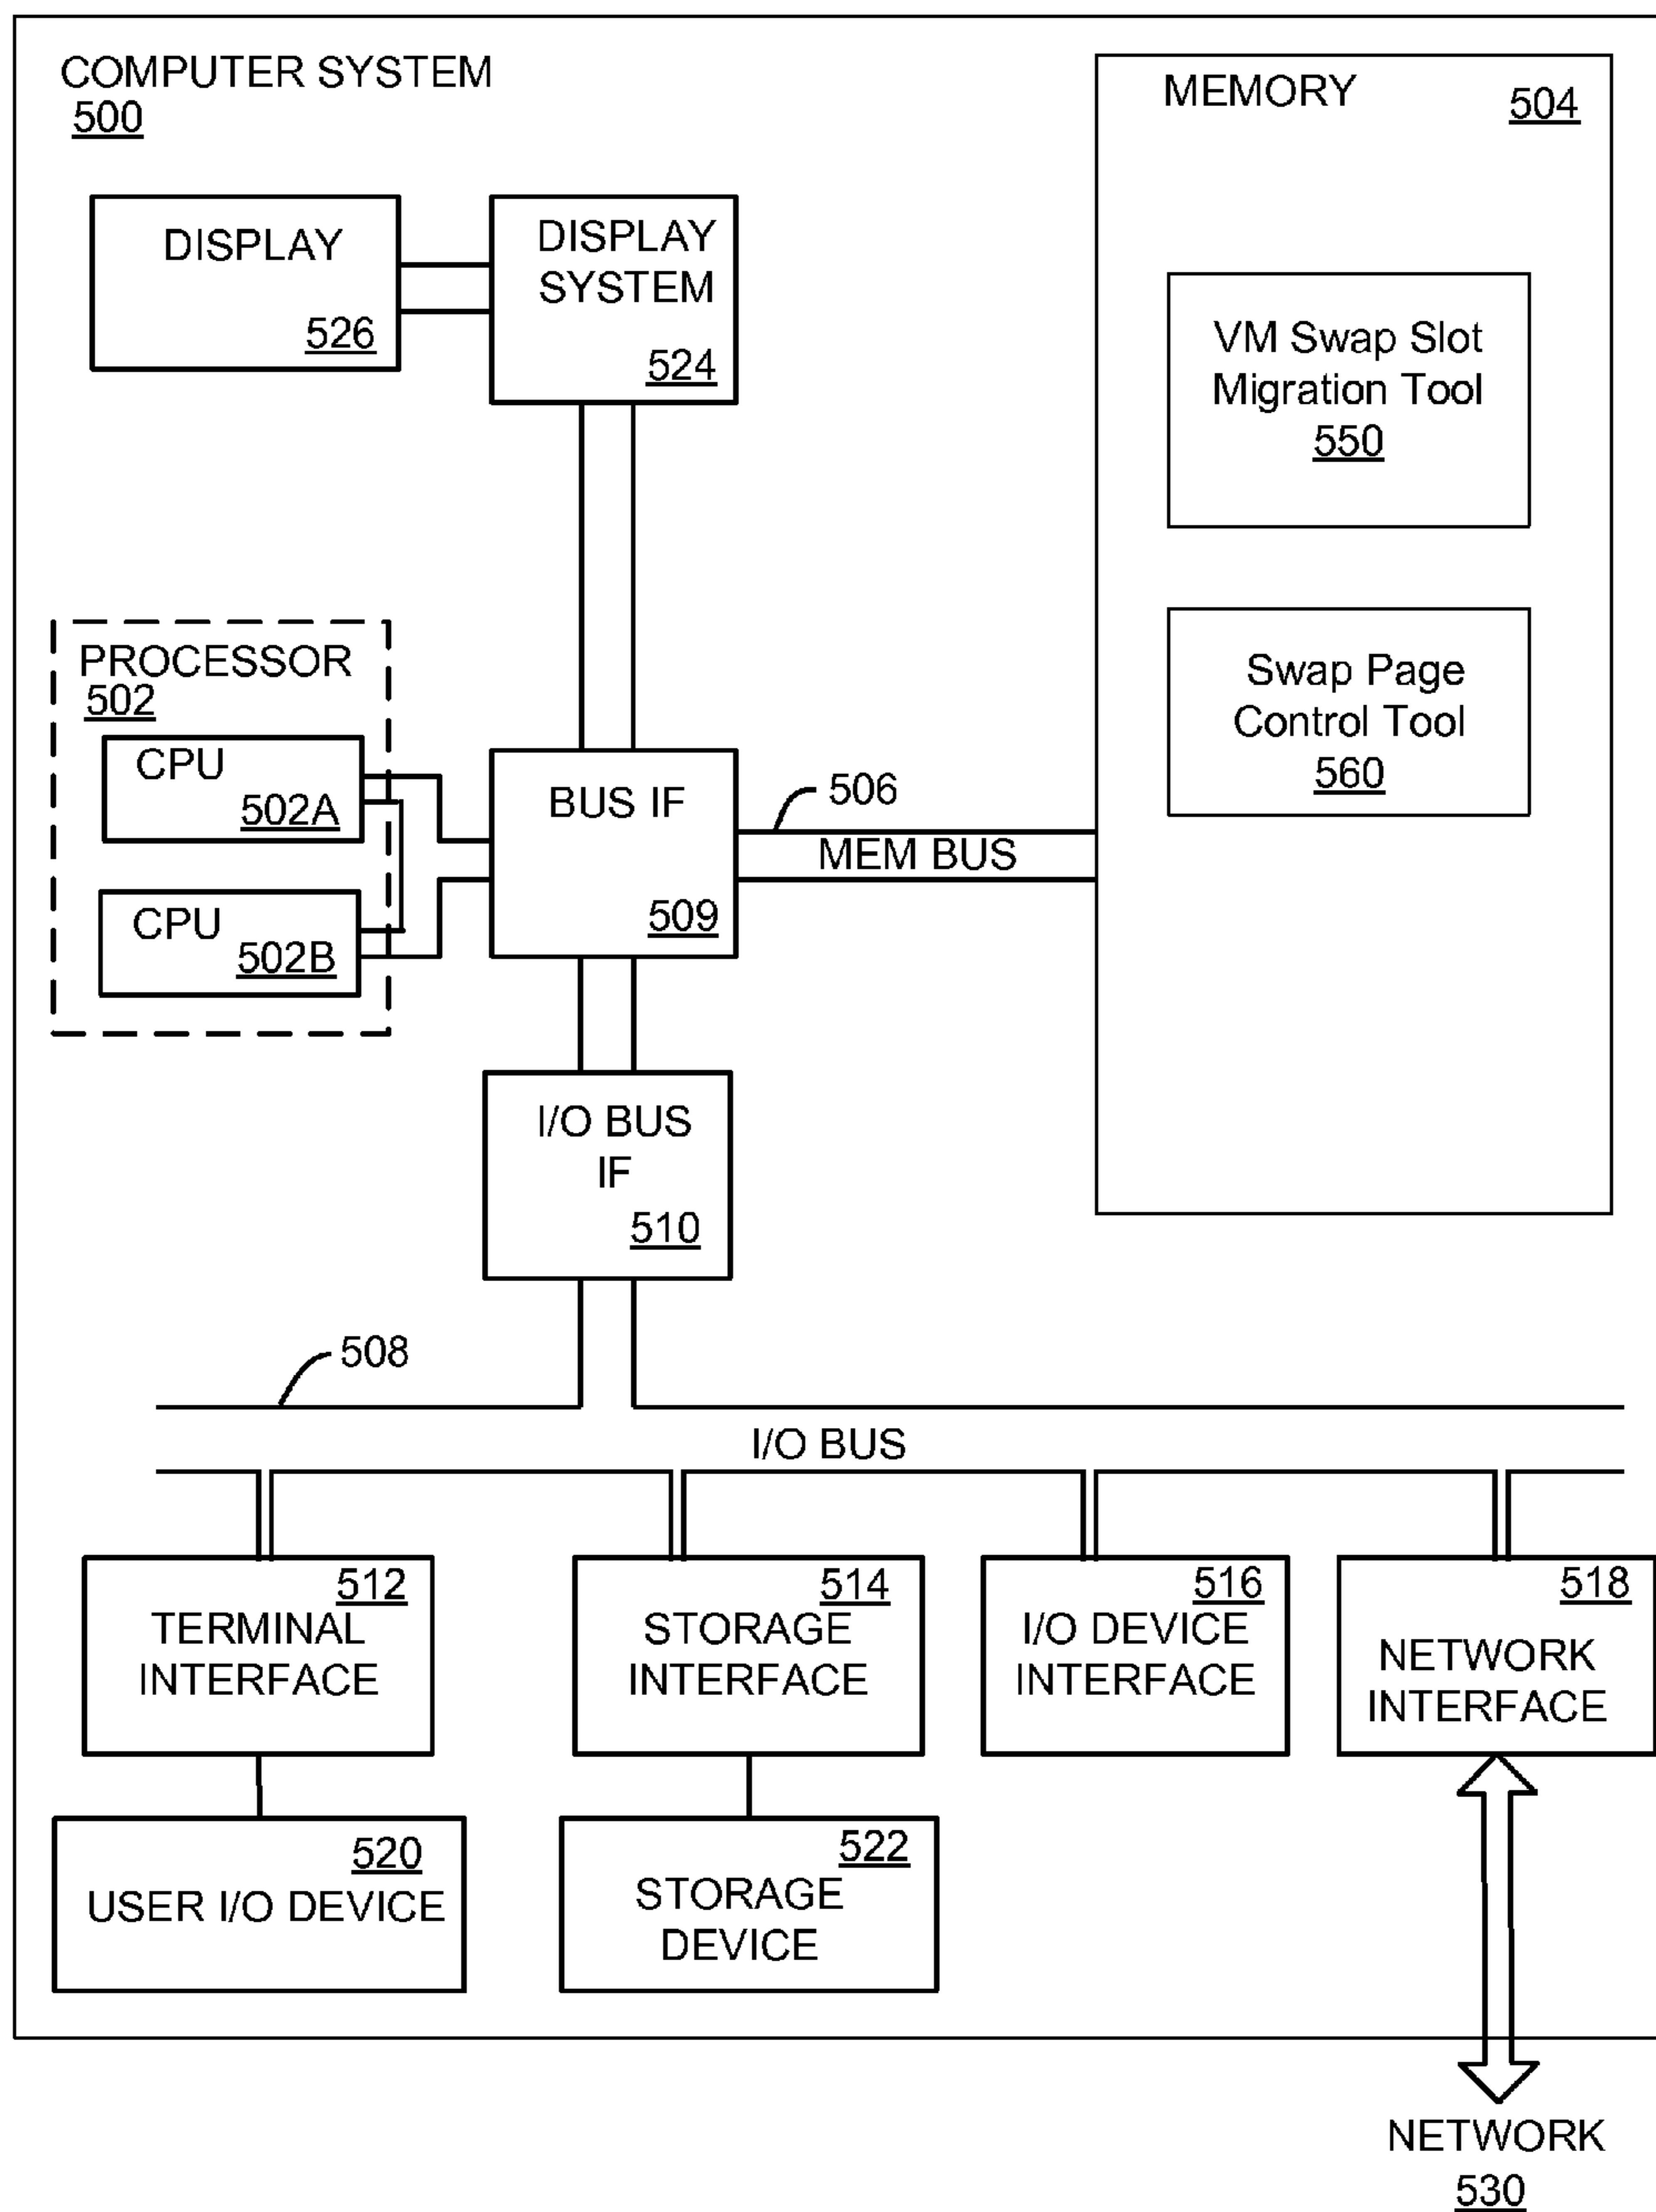 COMPUTER SYSTEM
500
MEMORY
504
DISPLAY
526
DISPLAY
SYSTEM
524
VM Swap Slot
Migration Tool
550
Swap Page
Control Tool
560
PROCESSOR
502
CPU
502A
CPU
502B
BUS IF
509
506
MEM BUS
I/O BUS
IF
510
508
I/O BUS
512
TERMINAL
INTERFACE
514
STORAGE
INTERFACE
516
I/O DEVICE
INTERFACE
518
NETWORK
INTERFACE
520
USER I/O DEVICE
522
STORAGE
DEVICE
NETWORK
530